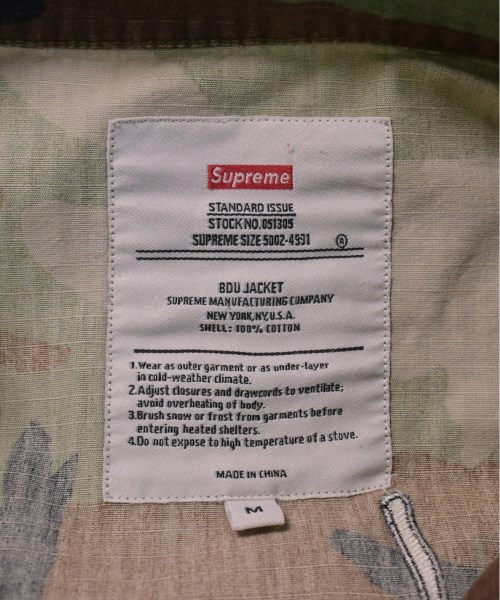 Supreme
STANDARD ISSUE
STOCK NO. 051305
SUPREME SIZE 5002-4991 ®
BDU JACKET
SUPREME MANUFACTURING COMPANY
NEW YORK, NY, U.S.A.
SHELL: 100% COTTON
1. Wear as outer garment or as under-layer
in cold-weather climate.
2. Adjust closures and drawcords to ventilate;
avoid overheating of body.
3. Brush snow or frost from garments before
entering heated shelters.
4. Do not expose to high temperature of a stove.
MADE IN CHINA
M